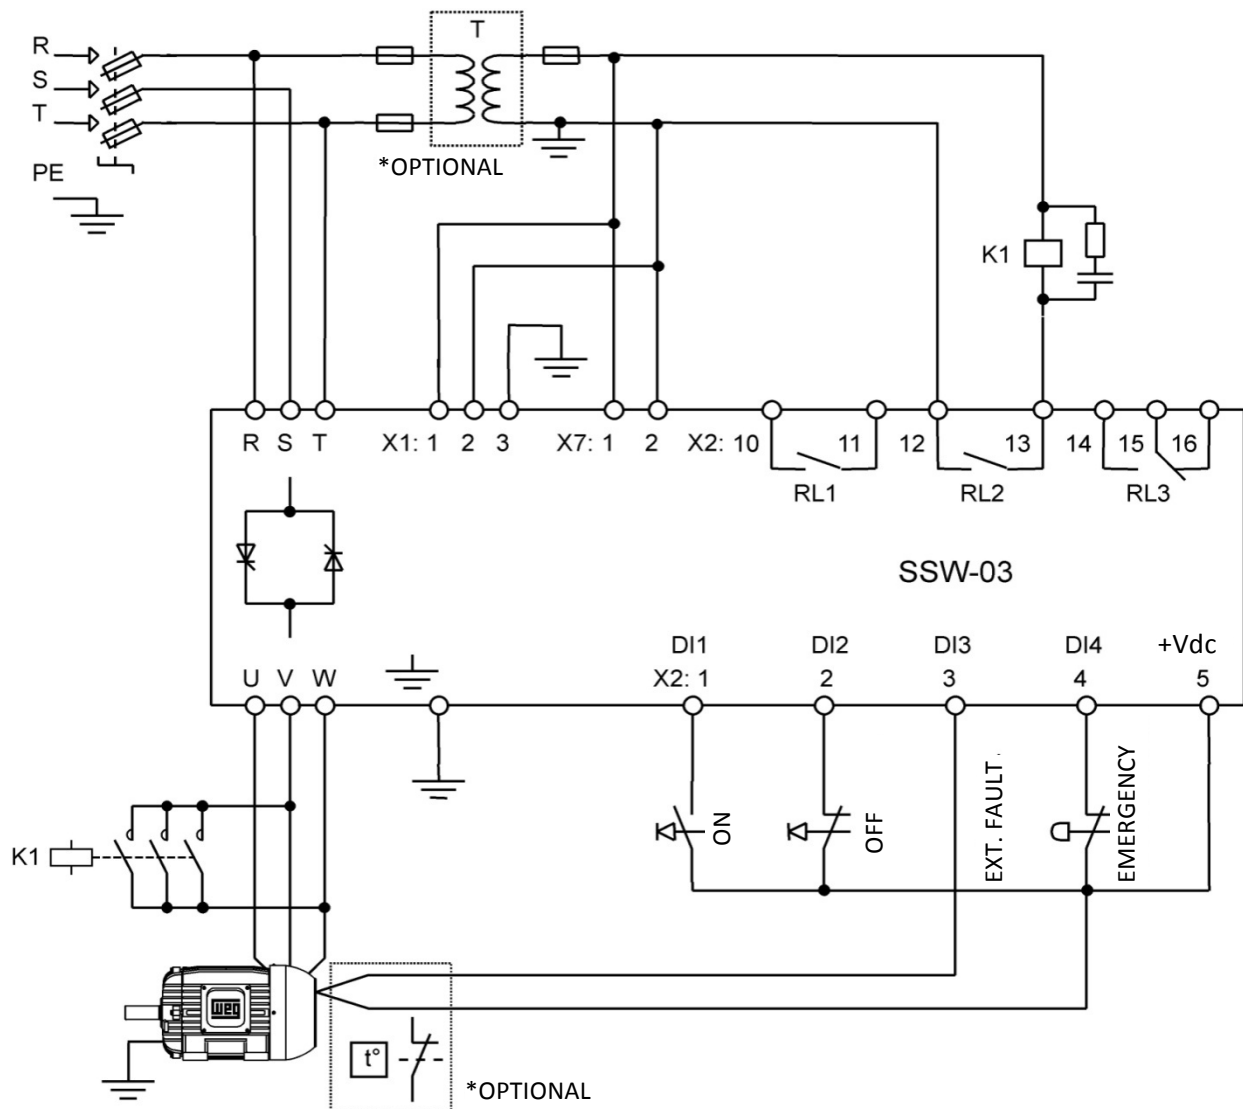 R
S
T
PE
T
*OPTIONAL
K1
R S T X1: 1 2 3 X7: 1 2 X2: 10 11 12 13 14 15 16
RL1 RL2 RL3
SSW-03
DI1 DI2 DI3 DI4 +Vdc
U V W X2: 1 2 3 4 5
ON
OFF
EXT. FAULT
EMERGENCY
K1
WEG
t°
*OPTIONAL